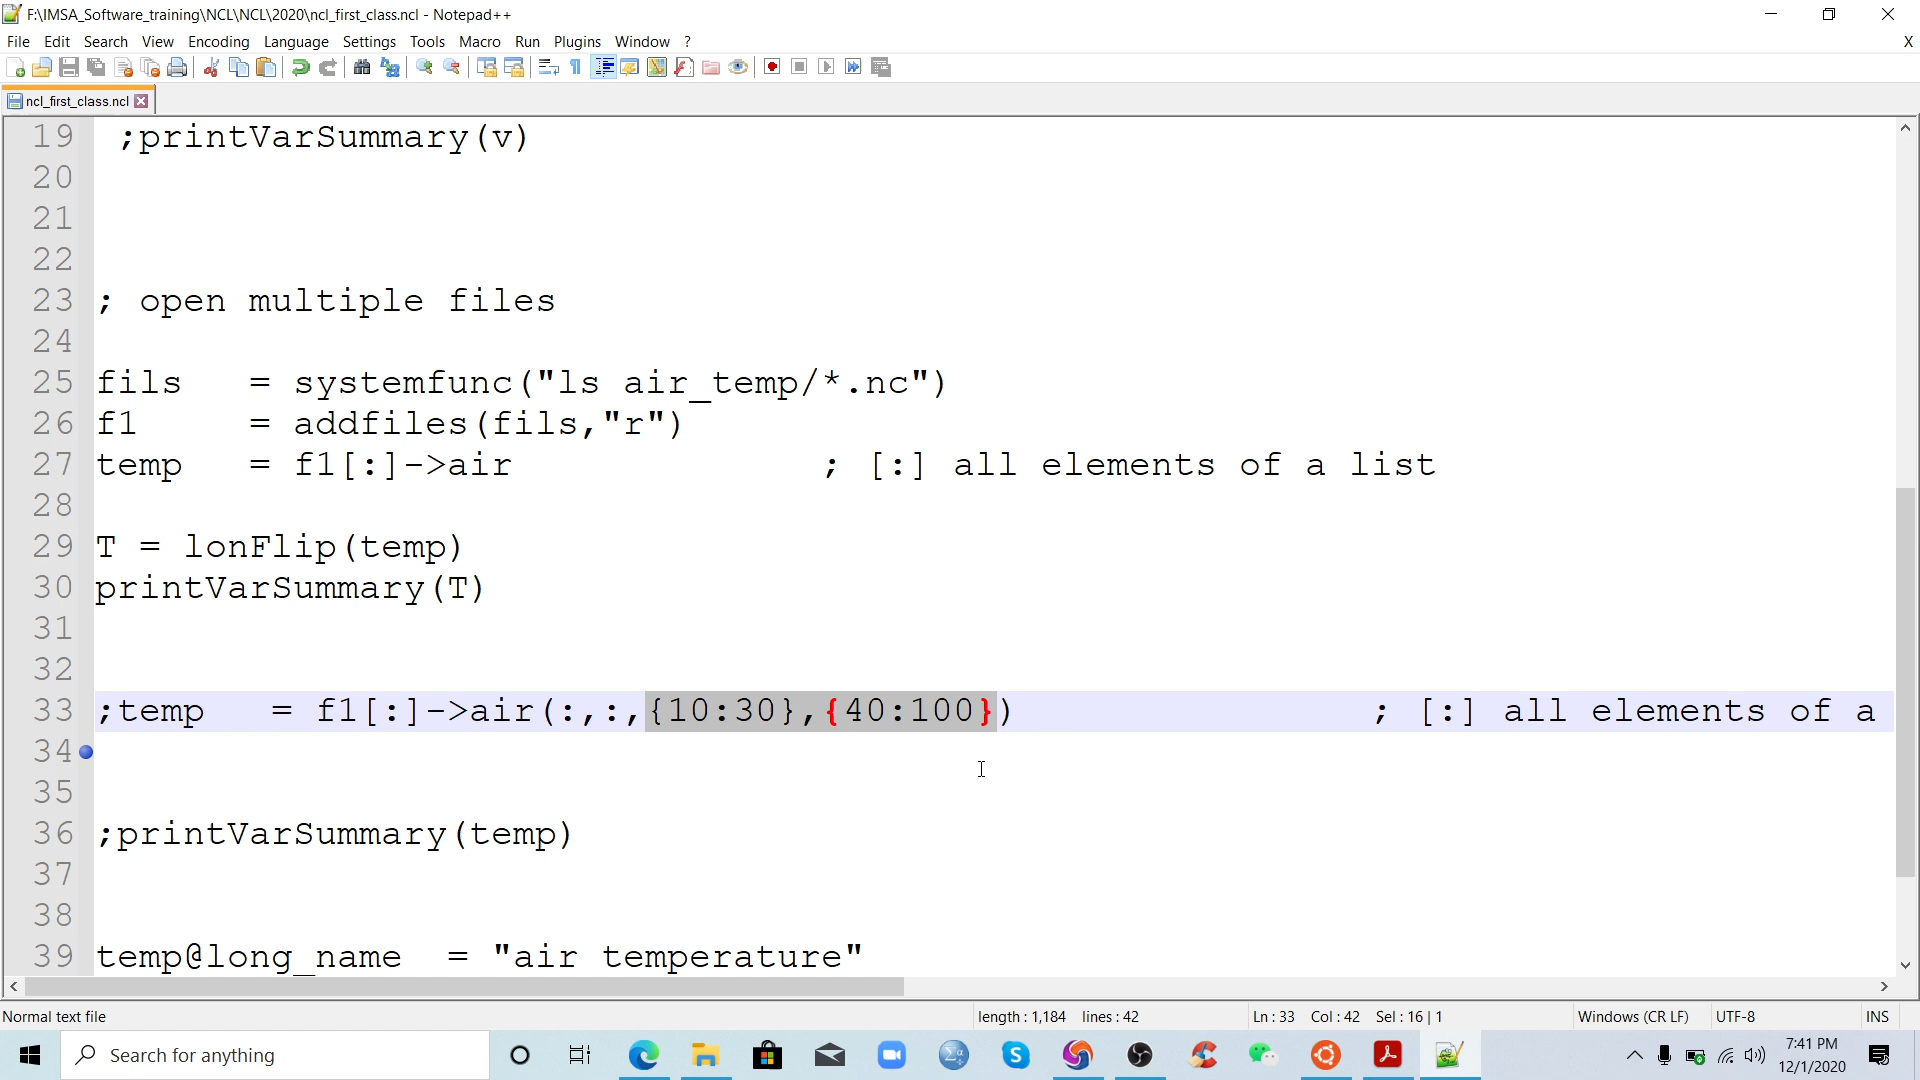 F:\IMSA_Software_training\NCL\NCL\2020\ncl_first_class.ncl - Notepad++
File Edit Search View Encoding Language Settings Tools Macro Run Plugins Window ? X
ncl_first_class.ncl
19 ;printVarSummary(v)
20
21
22
23 ; open multiple files
24
25 fils = systemfunc("ls air_temp/*.nc")
26 f1 = addfiles(fils,"r")
27 temp = f1[:]->air ; [:] all elements of a list
28
29 T = lonFlip(temp)
30 printVarSummary(T)
31
32
33 ;temp = f1[:]->air(:,:,{10:30},{40:100}) ; [:] all elements of a
34
35
36 ;printVarSummary(temp)
37
38
39 temp@long_name = "air temperature"
Normal text file length : 1,184 lines : 42 Ln : 33 Col : 42 Sel : 16 | 1 Windows (CR LF) UTF-8 INS
Search for anything
7:41 PM
12/1/2020